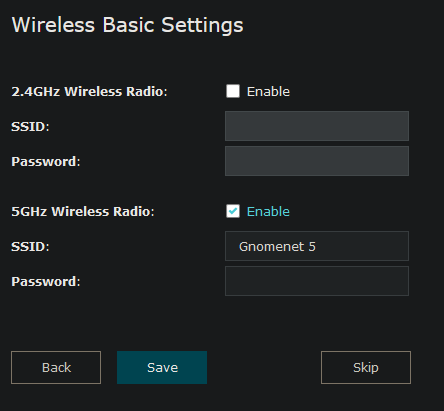 Wireless Basic Settings
2.4GHz Wireless Radio: Enable
SSID:
Password:
5GHz Wireless Radio: Enable
SSID: Gnomenet 5
Password:
Back Save Skip